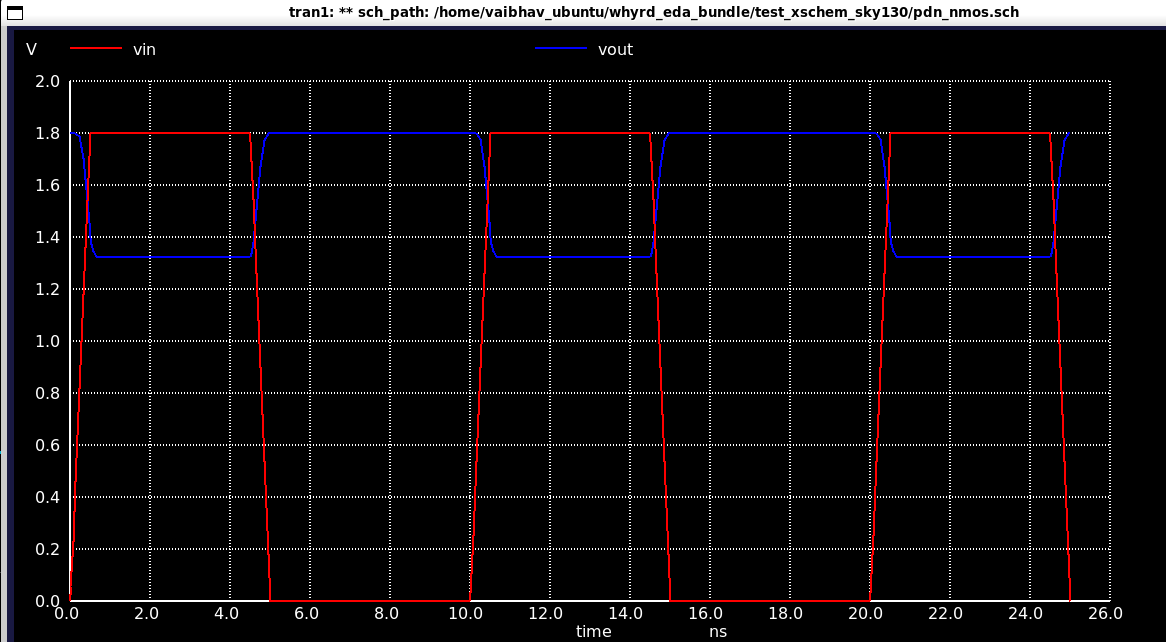 tran1: ** sch_path: /home/vaibhav_ubuntu/whyrd_eda_bundle/test_xschem_sky130/pdn_nmos.sch
V vin vout
2.0
1.8
1.6
1.4
1.2
1.0
0.8
0.6
0.4
0.2
0.0
0.0 2.0 4.0 6.0 8.0 10.0 12.0 14.0 16.0 18.0 20.0 22.0 24.0 26.0
time ns